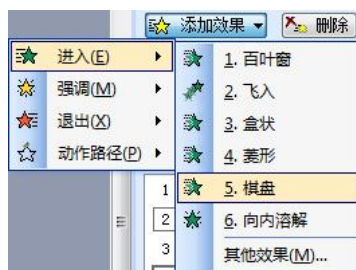 添加效果 删除
进入(E)
强调(M)
退出(X)
动作路径(P)
1. 百叶窗
2. 飞入
3. 盒状
4. 菱形
5. 棋盘
6. 向内溶解
其他效果(M)...
1
2
3